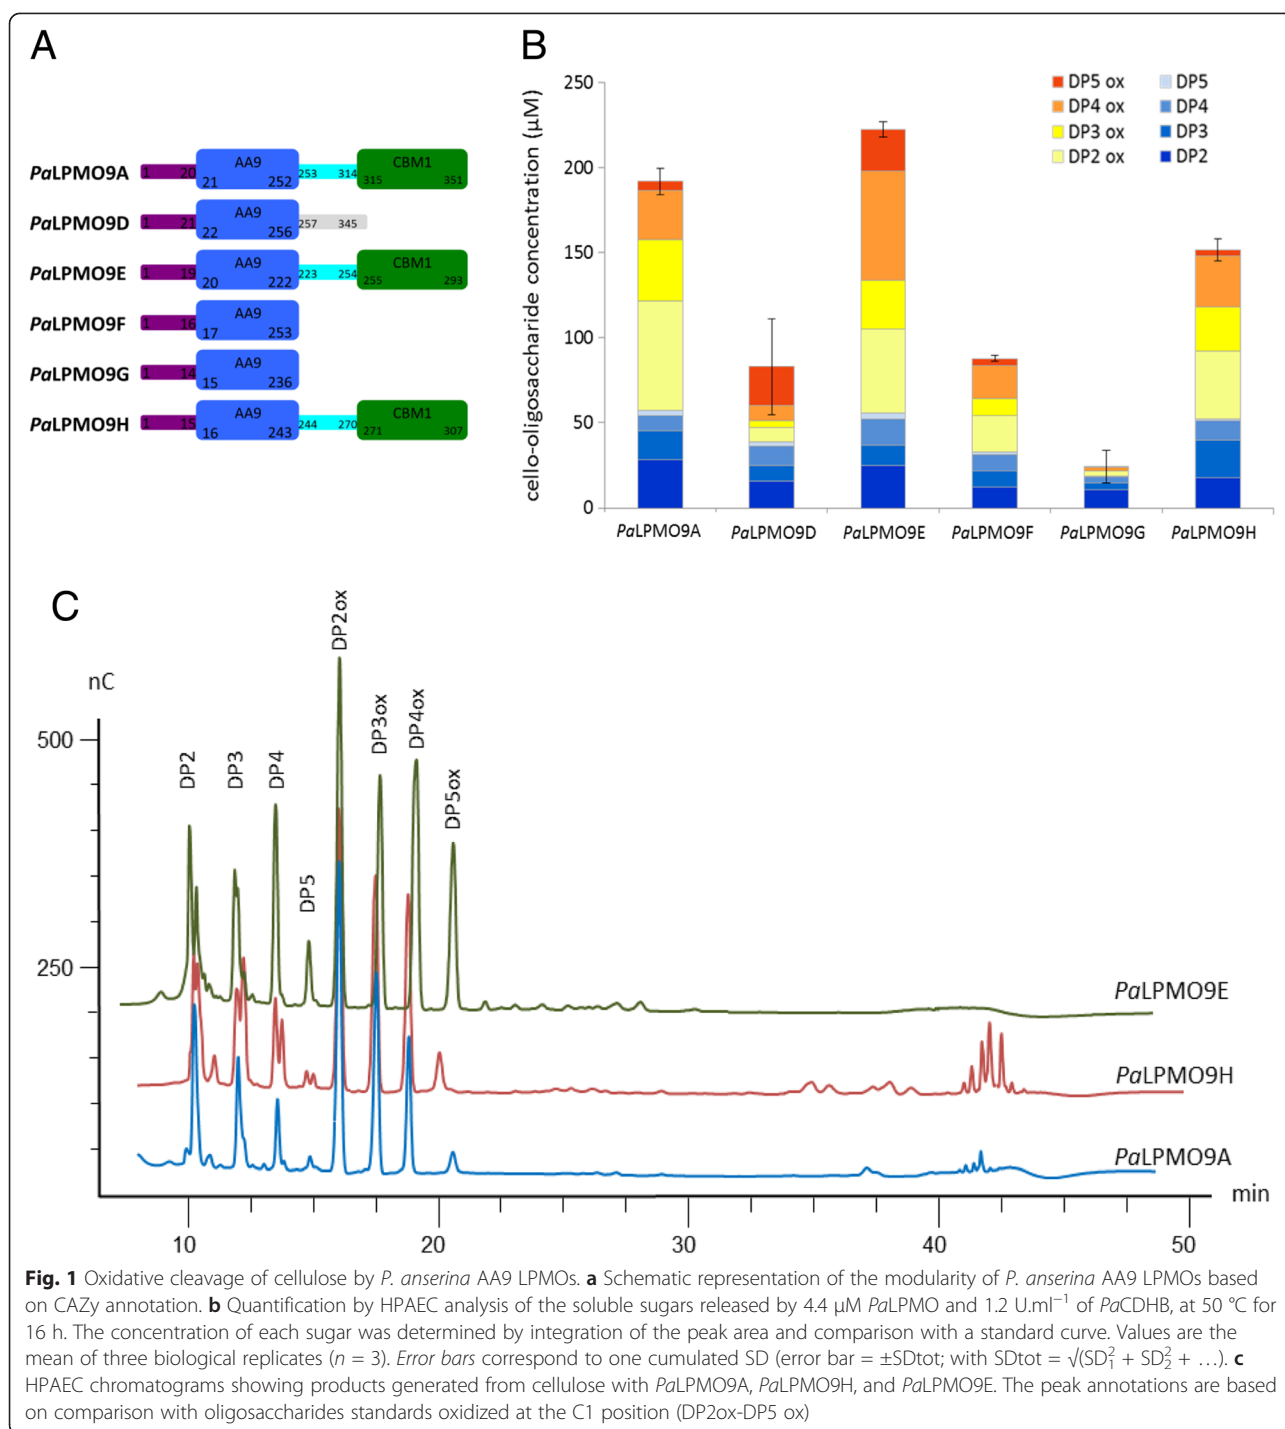 A
PaLPMO9A 1 20 AA9 21 252 253 314 CBM1 315 351
PaLPMO9D 1 21 AA9 22 256 257 345
PaLPMO9E 1 19 AA9 20 222 223 254 CBM1 255 293
PaLPMO9F 1 16 AA9 17 253
PaLPMO9G 1 14 AA9 15 236
PaLPMO9H 1 15 AA9 16 243 244 270 CBM1 271 307
B
cello-oligosaccharide concentration (µM)
250
200
150
100
50
0
DP5 ox DP5
DP4 ox DP4
DP3 ox DP3
DP2 ox DP2
PaLPMO9A PaLPMO9D PaLPMO9E PaLPMO9F PaLPMO9G PaLPMO9H
C
nC
500
250
DP2 DP3 DP4 DP5 DP2ox DP3ox DP4ox DP5ox
PaLPMO9E
PaLPMO9H
PaLPMO9A
min
10 20 30 40 50
Fig. 1 Oxidative cleavage of cellulose by P. anserina AA9 LPMOs. a Schematic representation of the modularity of P. anserina AA9 LPMOs based
on CAZy annotation. b Quantification by HPAEC analysis of the soluble sugars released by 4.4 µM PaLPMO and 1.2 U.ml⁻¹ of PaCDHB, at 50 °C for
16 h. The concentration of each sugar was determined by integration of the peak area and comparison with a standard curve. Values are the
mean of three biological replicates (n = 3). Error bars correspond to one cumulated SD (error bar = ±SDtot; with SDtot = √(SD₁² + SD₂² + …). c
HPAEC chromatograms showing products generated from cellulose with PaLPMO9A, PaLPMO9H, and PaLPMO9E. The peak annotations are based
on comparison with oligosaccharides standards oxidized at the C1 position (DP2ox-DP5 ox)